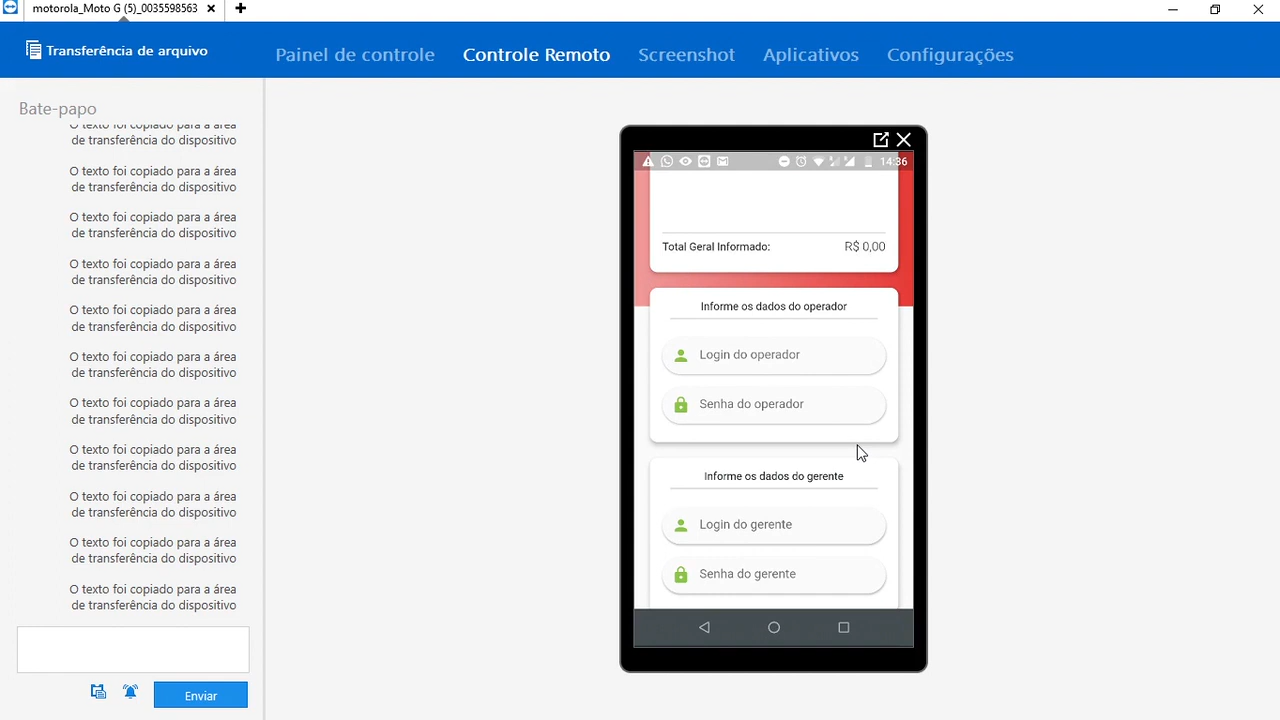 motorola_Moto G (5)_0035598563
Transferência de arquivo
Painel de controle
Controle Remoto
Screenshot
Aplicativos
Configurações
Bate-papo
O texto foi copiado para a área
de transferência do dispositivo
O texto foi copiado para a área
de transferência do dispositivo
O texto foi copiado para a área
de transferência do dispositivo
O texto foi copiado para a área
de transferência do dispositivo
O texto foi copiado para a área
de transferência do dispositivo
O texto foi copiado para a área
de transferência do dispositivo
O texto foi copiado para a área
de transferência do dispositivo
O texto foi copiado para a área
de transferência do dispositivo
O texto foi copiado para a área
de transferência do dispositivo
O texto foi copiado para a área
de transferência do dispositivo
O texto foi copiado para a área
de transferência do dispositivo
Enviar
14:36
Total Geral Informado: R$ 0,00
Informe os dados do operador
Login do operador
Senha do operador
Informe os dados do gerente
Login do gerente
Senha do gerente